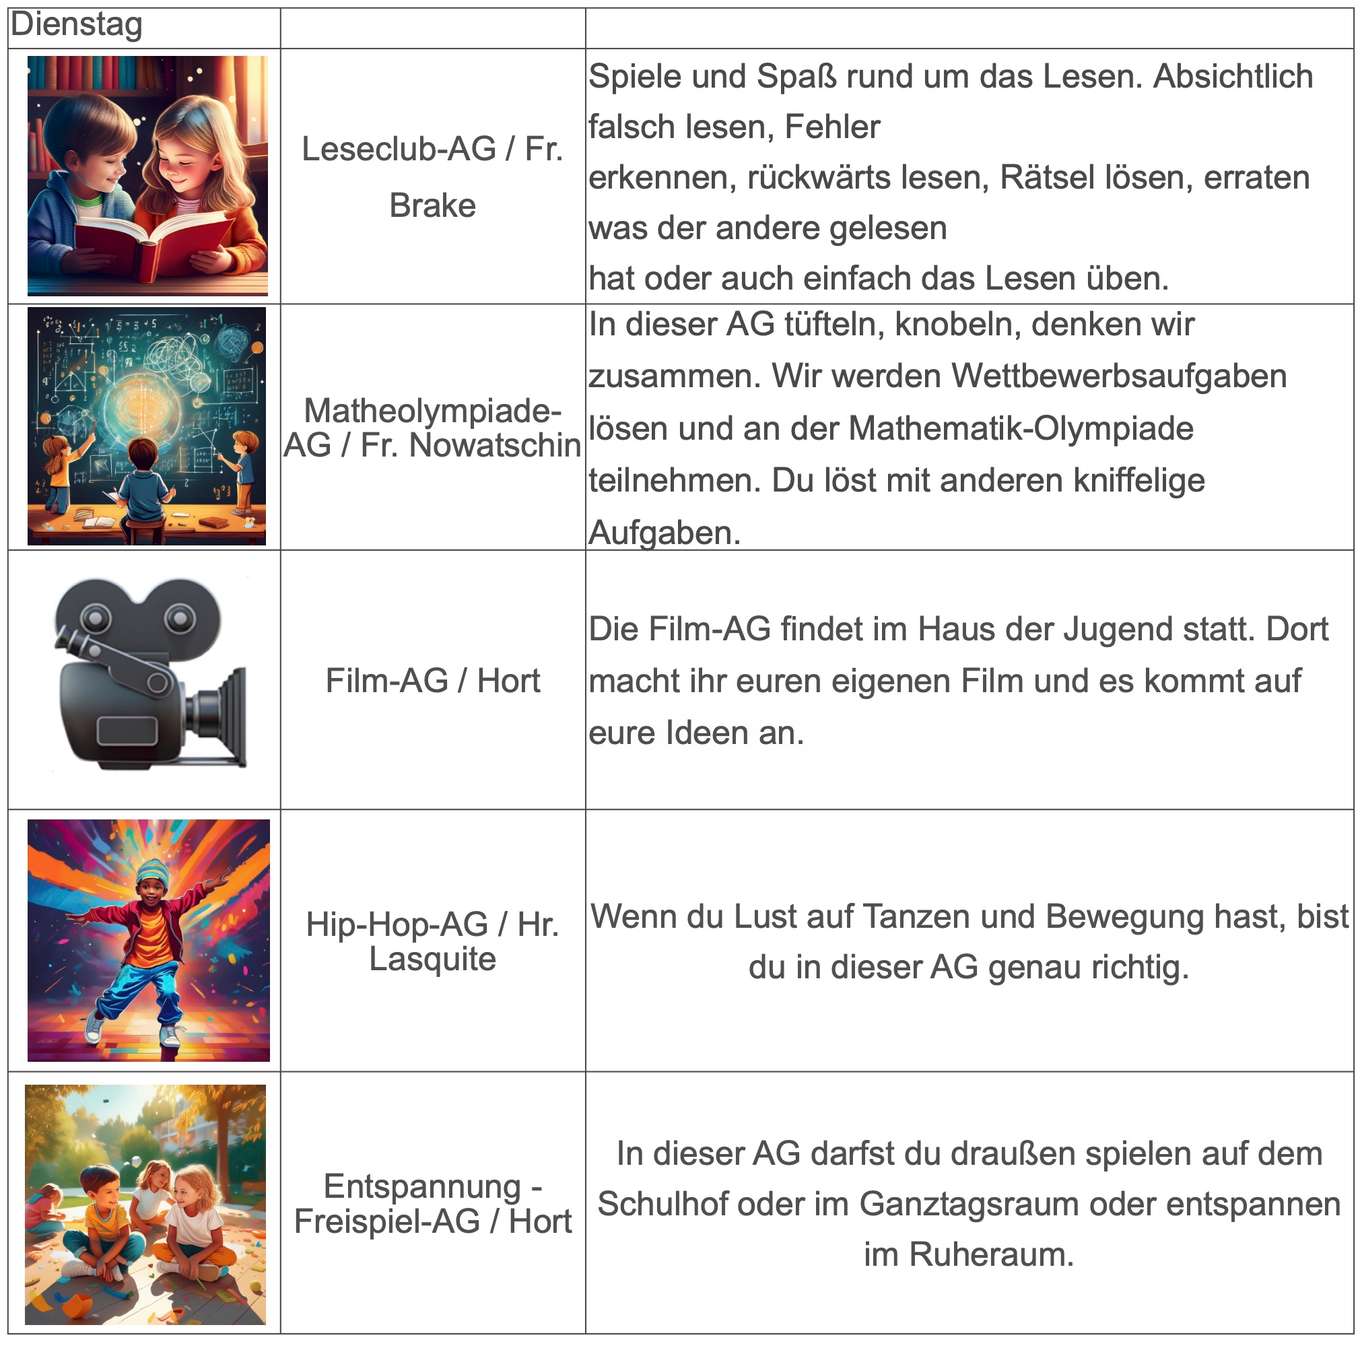 Dienstag
Leseclub-AG / Fr.
Brake
Spiele und Spaß rund um das Lesen. Absichtlich
falsch lesen, Fehler
erkennen, rückwärts lesen, Rätsel lösen, erraten
was der andere gelesen
hat oder auch einfach das Lesen üben.
Matheolympiade-
AG / Fr. Nowatschin
In dieser AG tüfteln, knobeln, denken wir
zusammen. Wir werden Wettbewerbsaufgaben
lösen und an der Mathematik-Olympiade
teilnehmen. Du löst mit anderen kniffelige
Aufgaben.
Film-AG / Hort
Die Film-AG findet im Haus der Jugend statt. Dort
macht ihr euren eigenen Film und es kommt auf
eure Ideen an.
Hip-Hop-AG / Hr.
Lasquite
Wenn du Lust auf Tanzen und Bewegung hast, bist
du in dieser AG genau richtig.
Entspannung -
Freispiel-AG / Hort
In dieser AG darfst du draußen spielen auf dem
Schulhof oder im Ganztagsraum oder entspannen
im Ruheraum.